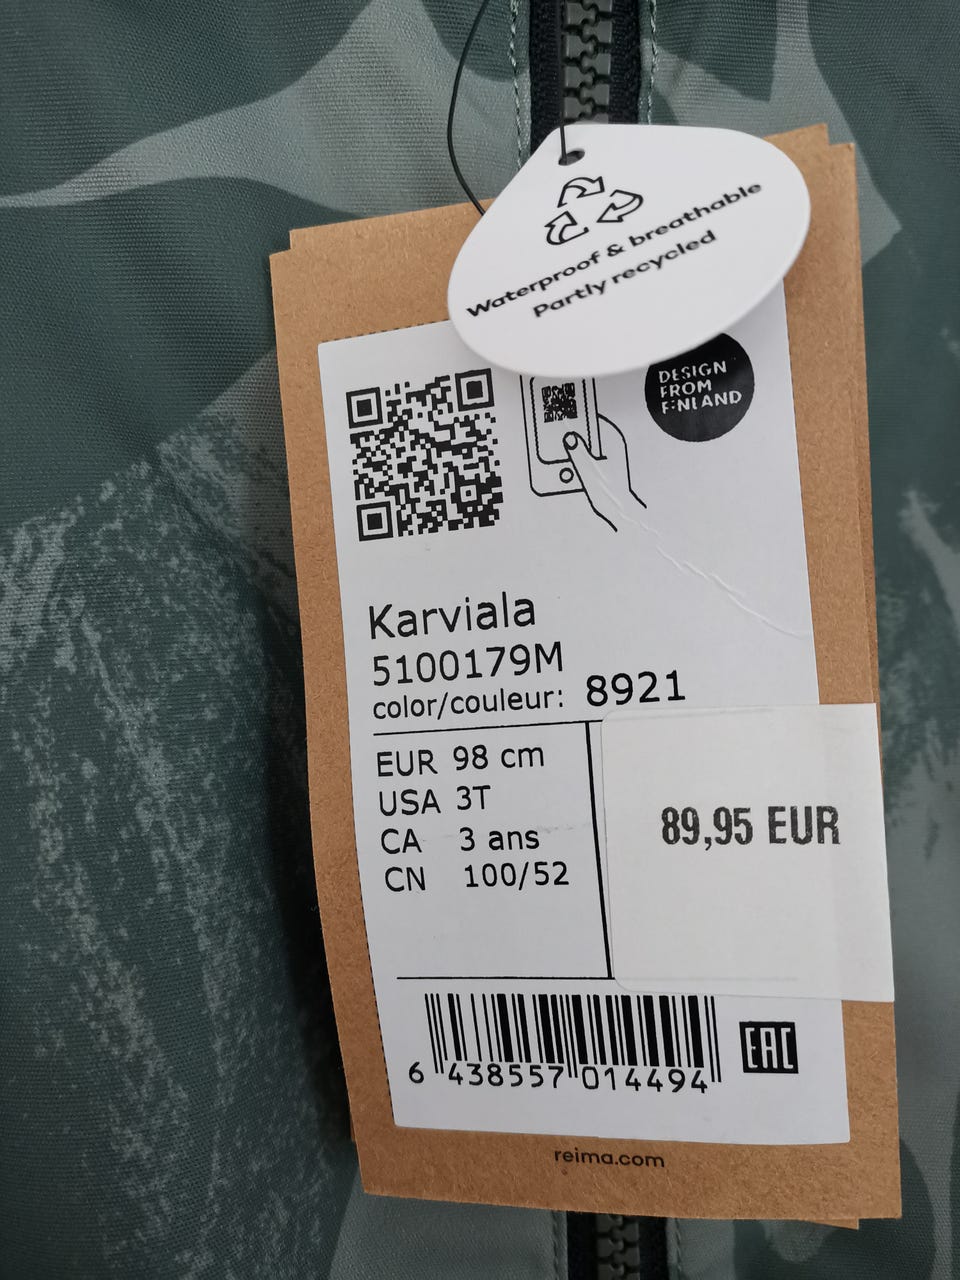 Waterproof & breathable
Partly recycled
DESIGN
FROM
FINLAND
Karviala
5100179M
color/couleur: 8921
EUR 98 cm
USA 3T
CA 3 ans
CN 100/52
89,95 EUR
6 438557 014494
EAC
reima.com